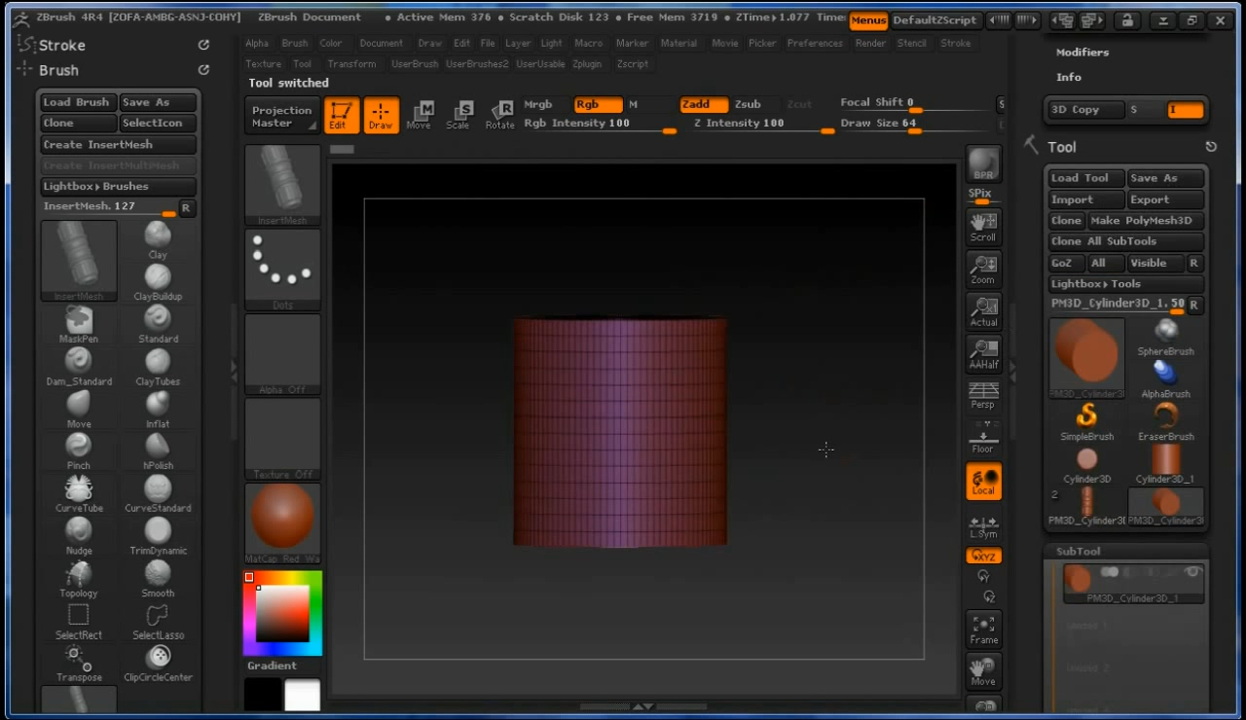 ZBrush 4R4 [ZOFA-AMBG-ASNJ-COHY] ZBrush Document • Active Mem 376 • Scratch Disk 123 • Free Mem 3719 • ZTime▸1.077 Time: Menus DefaultZScript
Alpha Brush Color Document Draw Edit File Layer Light Macro Marker Material Movie Picker Preferences Render Stencil Stroke
Texture Tool Transform UserBrush UserBrushes2 UserUsable Zplugin Zscript
Tool switched
Projection Master
Edit
Draw
Move
Scale
Rotate
Mrgb Rgb M
Rgb Intensity 100
Zadd Zsub Zcut
Z Intensity 100
Focal Shift 0
Draw Size 64
S
Stroke
Brush
Load Brush Save As
Clone SelectIcon
Create InsertMesh
Create InsertMultMesh
Lightbox▸Brushes
InsertMesh. 127 R
InsertMesh
Clay
ClayBuildup
MaskPen Standard
Dam_Standard ClayTubes
Move Inflat
Pinch hPolish
CurveTube CurveStandard
Nudge TrimDynamic
Topology Smooth
SelectRect SelectLasso
Transpose ClipCircleCenter
InsertMesh
Dots
Alpha Off
Texture Off
MatCap Red Wa
Gradient
BPR
SPix
Scroll
Zoom
Actual
AAHalf
Persp
Floor
Local
L.Sym
XYZ
Frame
Move
Modifiers
Info
3D Copy S I
Tool
Load Tool Save As
Import Export
Clone Make PolyMesh3D
Clone All SubTools
GoZ All Visible R
Lightbox▸Tools
PM3D_Cylinder3D_1. 50 R
PM3D_Cylinder3
SphereBrush
AlphaBrush
SimpleBrush EraserBrush
Cylinder3D Cylinder3D_1
2
PM3D_Cylinder3D PM3D_Cylinder3D
SubTool
PM3D_Cylinder3D_1